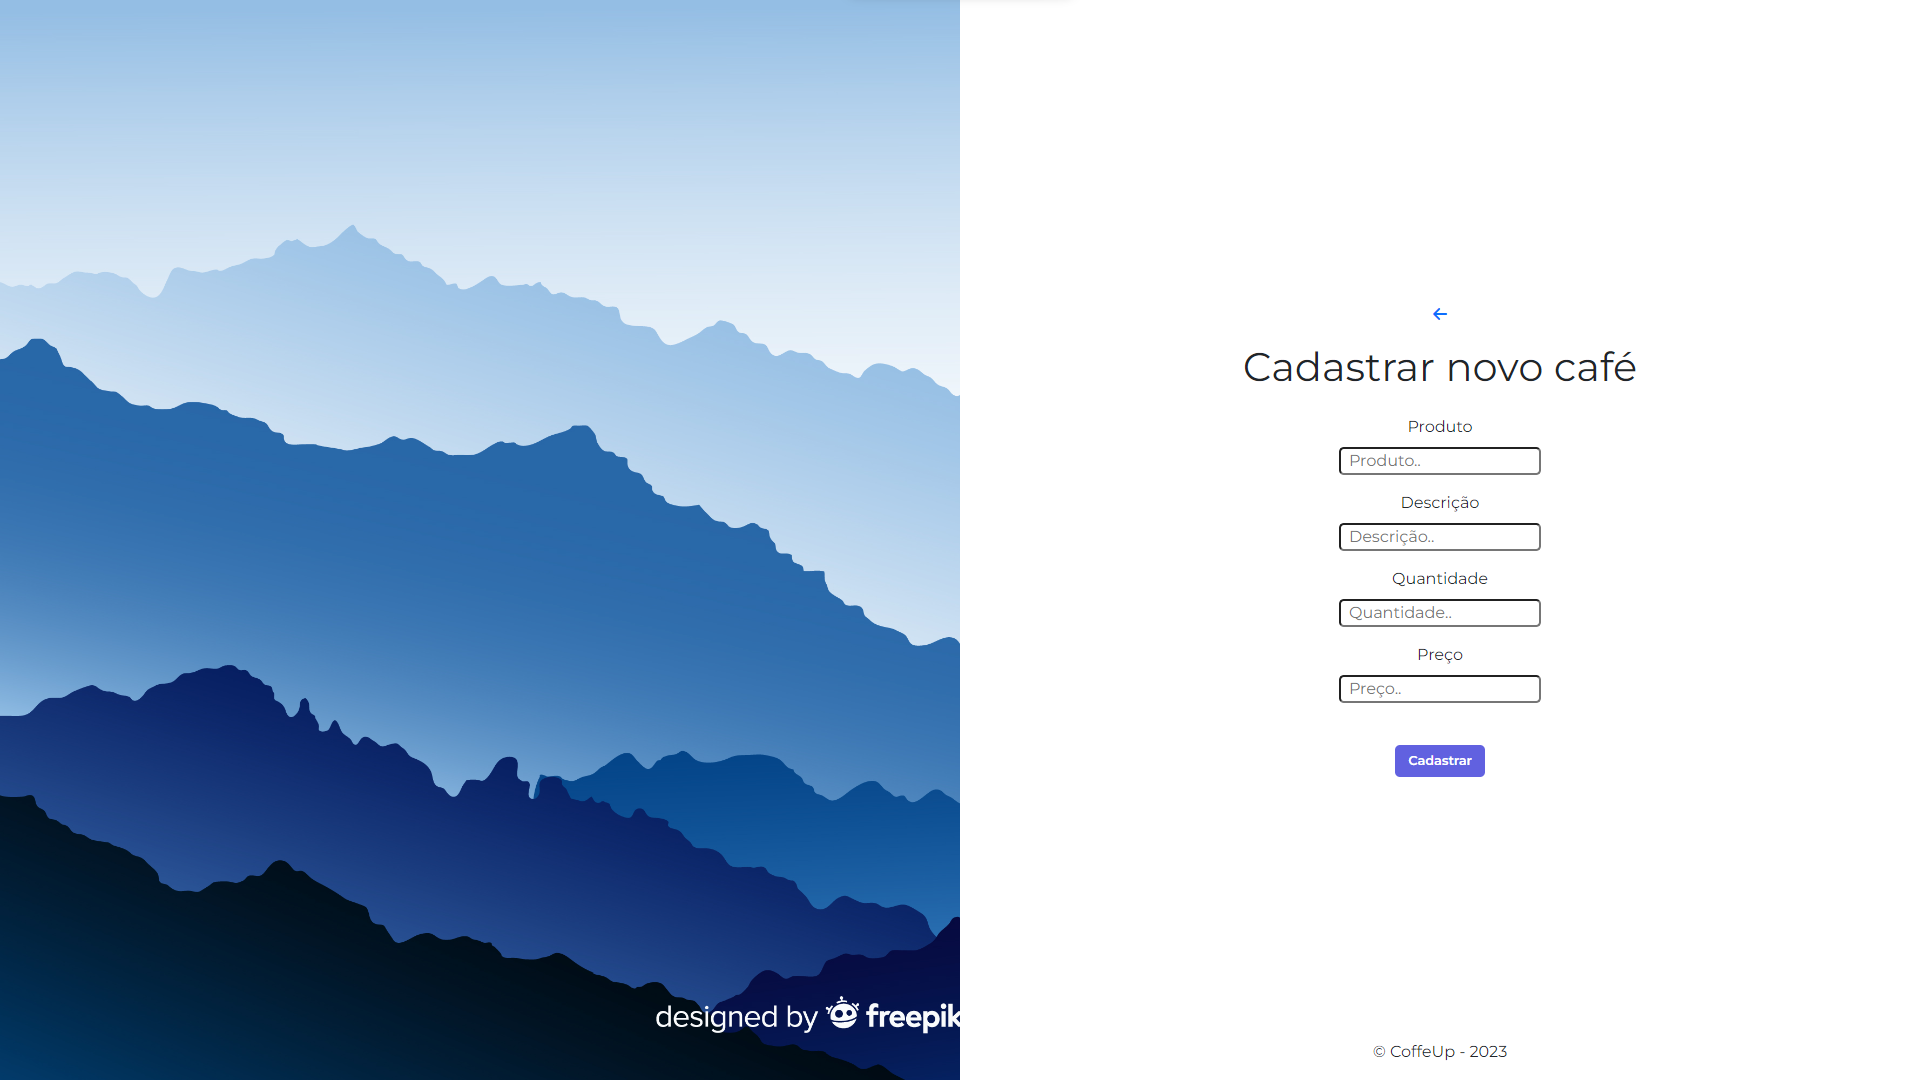 designed by freepik
Cadastrar novo café
Produto
Produto..
Descrição
Descrição..
Quantidade
Quantidade..
Preço
Preço..
Cadastrar
© CoffeUp - 2023